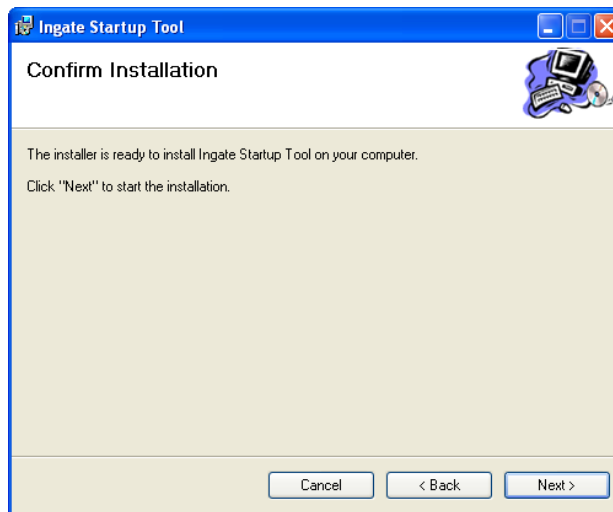 Ingate Startup Tool
Confirm Installation
The installer is ready to install Ingate Startup Tool on your computer.
Click "Next" to start the installation.
Cancel
< Back
Next >